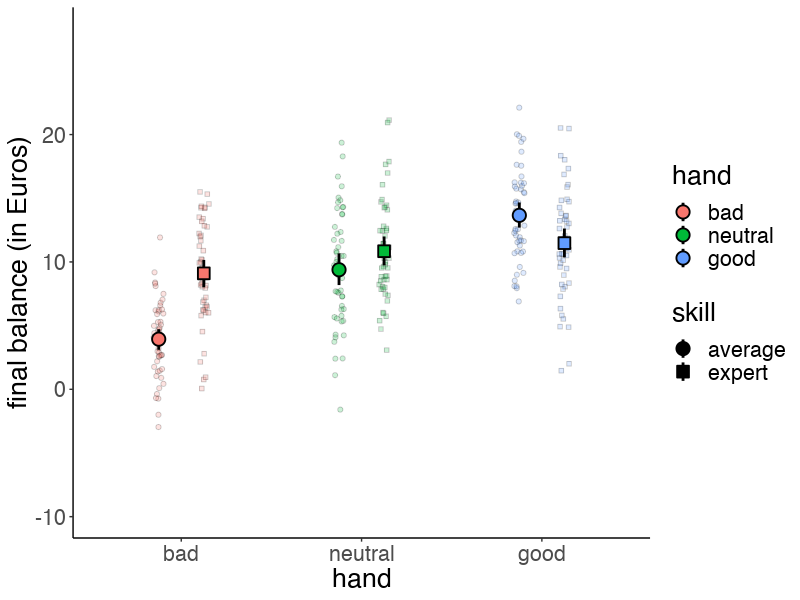 final balance (in Euros)
20
10
0
-10
bad
neutral
good
hand
hand
bad
neutral
good
skill
average
expert